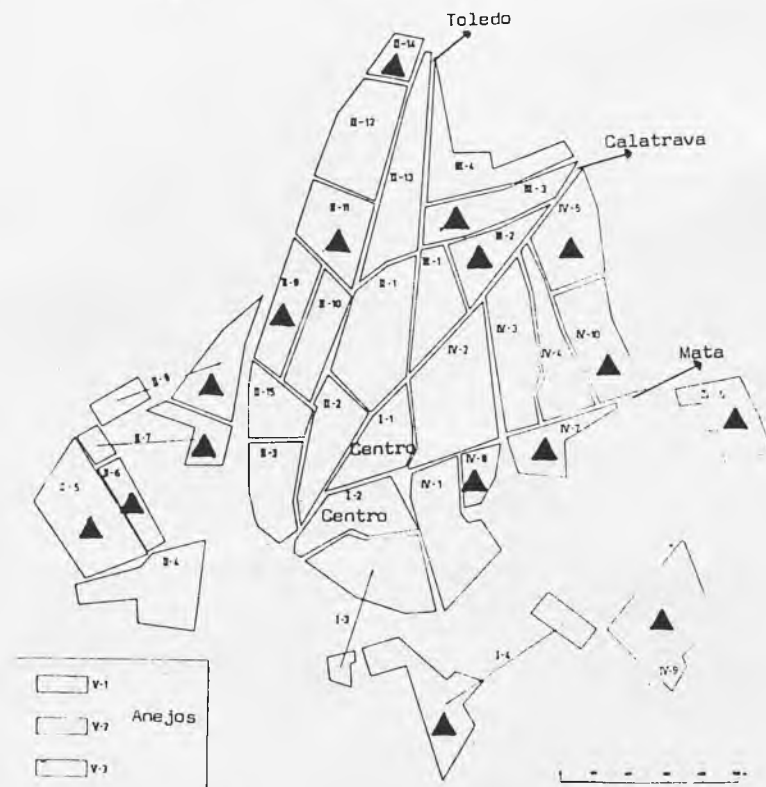 Toledo
II-14
II-12
III-4
Calatrava
II-13
III-3
II-11
IV-5
III-2
III-1
II-9
II-10
II-1
IV-3
IV-10
IV-2
IV-4
Mata
II-15
II-2
I-1
II-7
IV-7
Centro
II-3
II-6
IV-8
IV-1
I-2
Centro
II-4
I-3
I-4
IV-9
V-1
Anejos
V-2
V-3